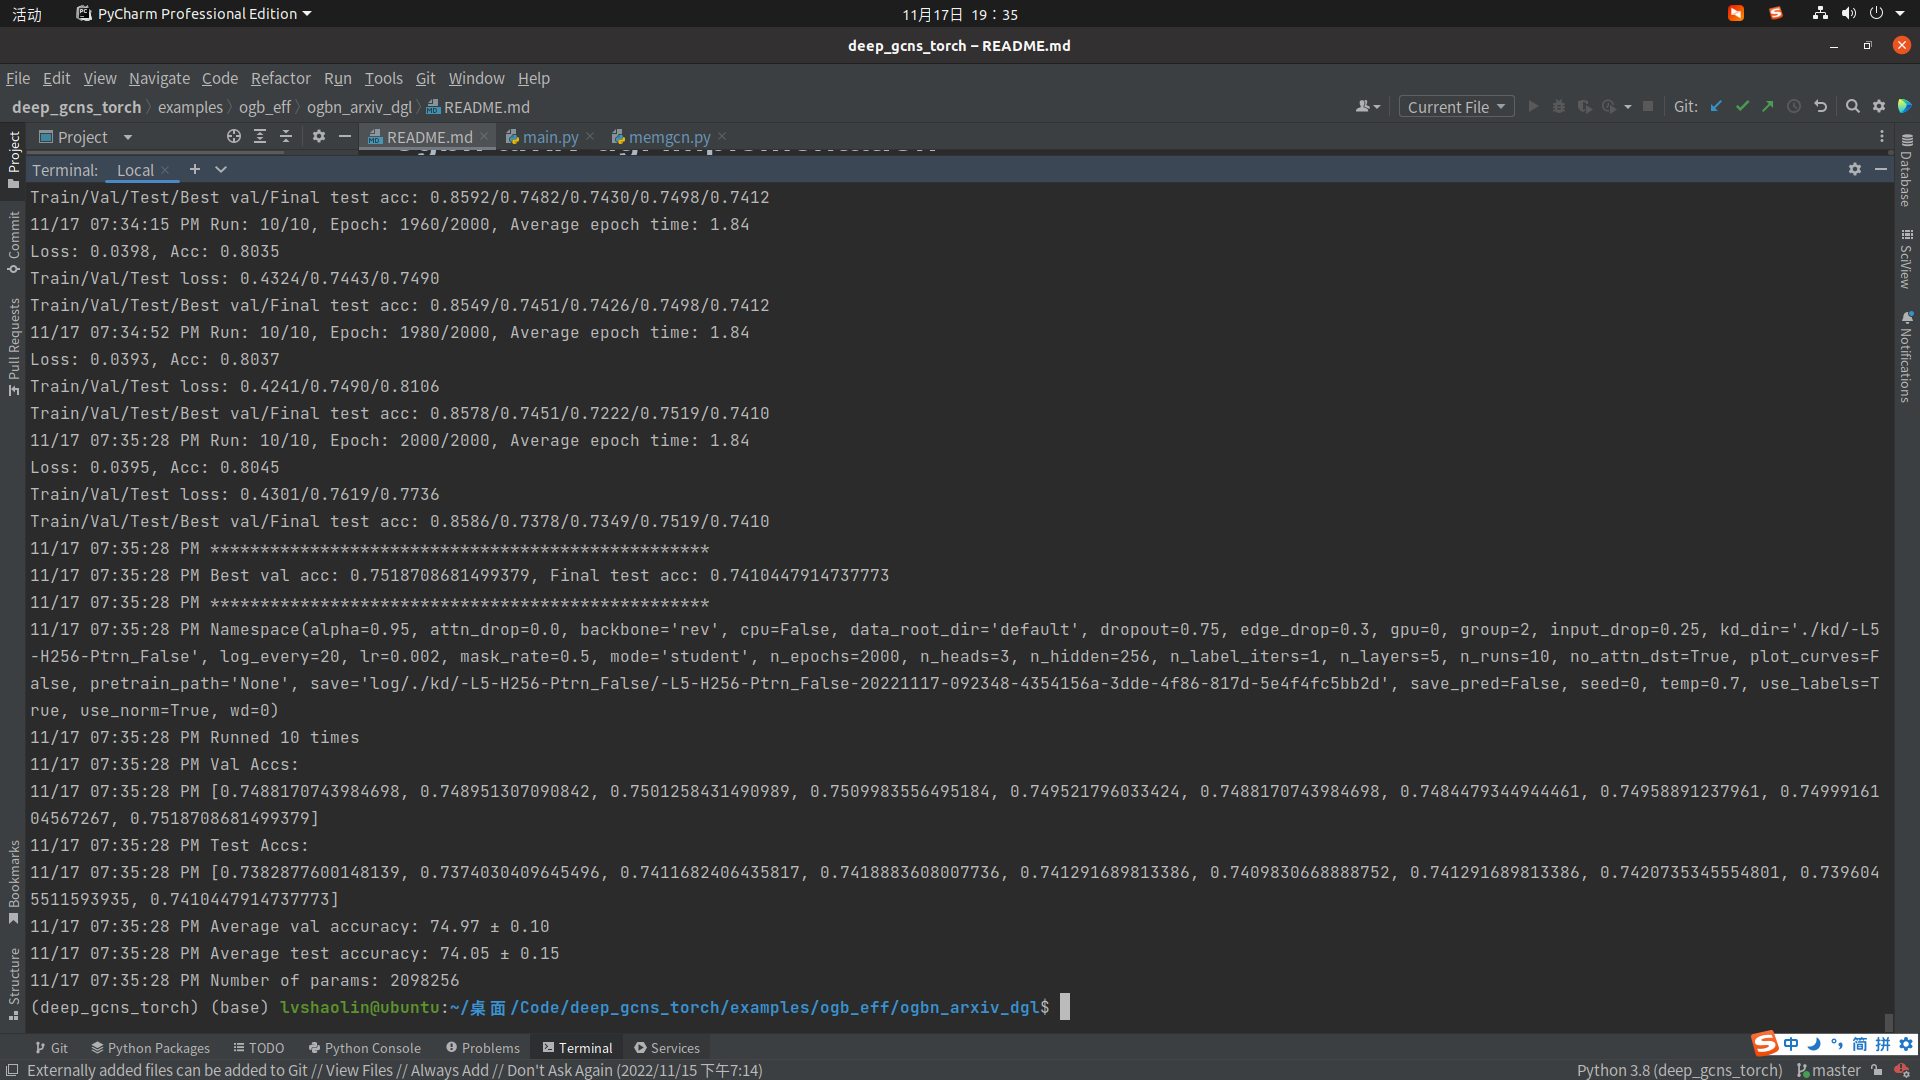 活动
PyCharm Professional Edition
11月17日 19：35
deep_gcns_torch – README.md
File Edit View Navigate Code Refactor Run Tools Git Window Help
deep_gcns_torch examples ogb_eff ogbn_arxiv_dgl README.md
Current File
Git:
Project
README.md
main.py
memgcn.py
Terminal: Local
Train/Val/Test/Best val/Final test acc: 0.8592/0.7482/0.7430/0.7498/0.7412
11/17 07:34:15 PM Run: 10/10, Epoch: 1960/2000, Average epoch time: 1.84
Loss: 0.0398, Acc: 0.8035
Train/Val/Test loss: 0.4324/0.7443/0.7490
Train/Val/Test/Best val/Final test acc: 0.8549/0.7451/0.7426/0.7498/0.7412
11/17 07:34:52 PM Run: 10/10, Epoch: 1980/2000, Average epoch time: 1.84
Loss: 0.0393, Acc: 0.8037
Train/Val/Test loss: 0.4241/0.7490/0.8106
Train/Val/Test/Best val/Final test acc: 0.8578/0.7451/0.7222/0.7519/0.7410
11/17 07:35:28 PM Run: 10/10, Epoch: 2000/2000, Average epoch time: 1.84
Loss: 0.0395, Acc: 0.8045
Train/Val/Test loss: 0.4301/0.7619/0.7736
Train/Val/Test/Best val/Final test acc: 0.8586/0.7378/0.7349/0.7519/0.7410
11/17 07:35:28 PM **************************************************
11/17 07:35:28 PM Best val acc: 0.7518708681499379, Final test acc: 0.7410447914737773
11/17 07:35:28 PM **************************************************
11/17 07:35:28 PM Namespace(alpha=0.95, attn_drop=0.0, backbone='rev', cpu=False, data_root_dir='default', dropout=0.75, edge_drop=0.3, gpu=0, group=2, input_drop=0.25, kd_dir='./kd/-L5
-H256-Ptrn_False', log_every=20, lr=0.002, mask_rate=0.5, mode='student', n_epochs=2000, n_heads=3, n_hidden=256, n_label_iters=1, n_layers=5, n_runs=10, no_attn_dst=True, plot_curves=F
alse, pretrain_path='None', save='log/./kd/-L5-H256-Ptrn_False/-L5-H256-Ptrn_False-20221117-092348-4354156a-3dde-4f86-817d-5e4f4fc5bb2d', save_pred=False, seed=0, temp=0.7, use_labels=T
rue, use_norm=True, wd=0)
11/17 07:35:28 PM Runned 10 times
11/17 07:35:28 PM Val Accs:
11/17 07:35:28 PM [0.7488170743984698, 0.748951307090842, 0.7501258431490989, 0.7509983556495184, 0.749521796033424, 0.7488170743984698, 0.7484479344944461, 0.74958891237961, 0.7499916
04567267, 0.7518708681499379]
11/17 07:35:28 PM Test Accs:
11/17 07:35:28 PM [0.7382877600148139, 0.7374030409645496, 0.7411682406435817, 0.7418883608007736, 0.741291689813386, 0.7409830668888752, 0.741291689813386, 0.7420735345554801, 0.739604
5511593935, 0.7410447914737773]
11/17 07:35:28 PM Average val accuracy: 74.97 ± 0.10
11/17 07:35:28 PM Average test accuracy: 74.05 ± 0.15
11/17 07:35:28 PM Number of params: 2098256
(deep_gcns_torch) (base) lvshaolin@ubuntu:~/桌面/Code/deep_gcns_torch/examples/ogb_eff/ogbn_arxiv_dgl$
Project
Commit
Pull Requests
Bookmarks
Structure
Database
SciView
Notifications
Git Python Packages TODO Python Console Problems Terminal Services
中 简 拼
Externally added files can be added to Git // View Files // Always Add // Don't Ask Again (2022/11/15 下午7:14)
Python 3.8 (deep_gcns_torch) master